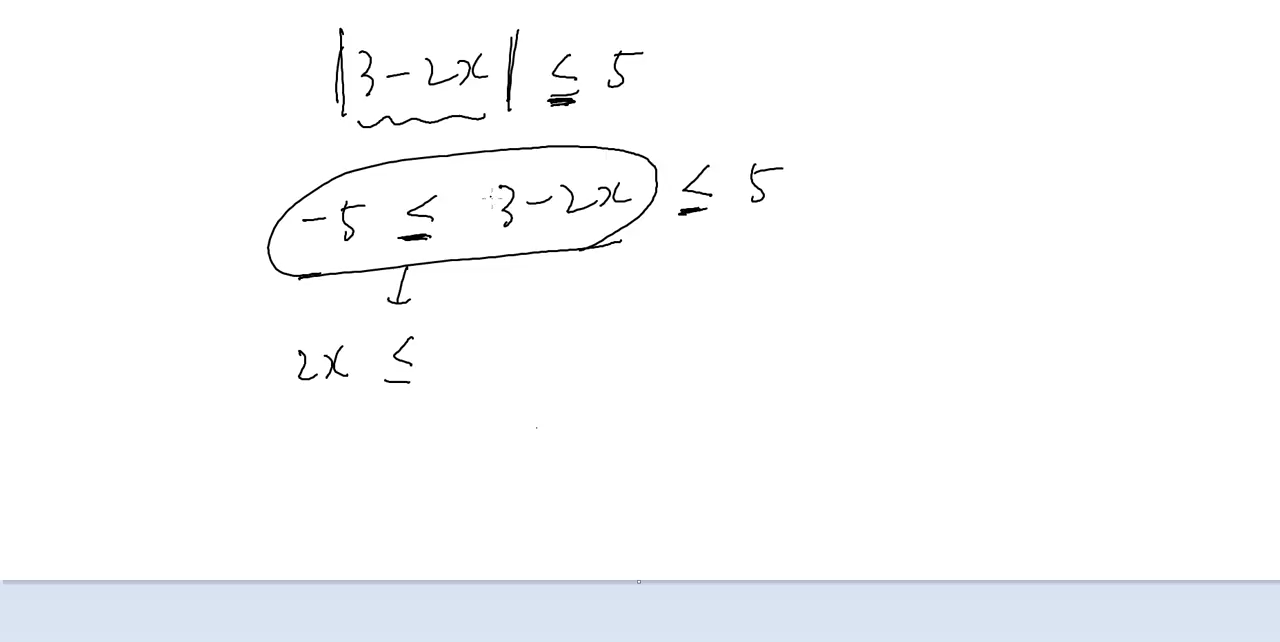 |3-2x| ≤ 5
-5 ≤ 3-2x ≤ 5
2x ≤